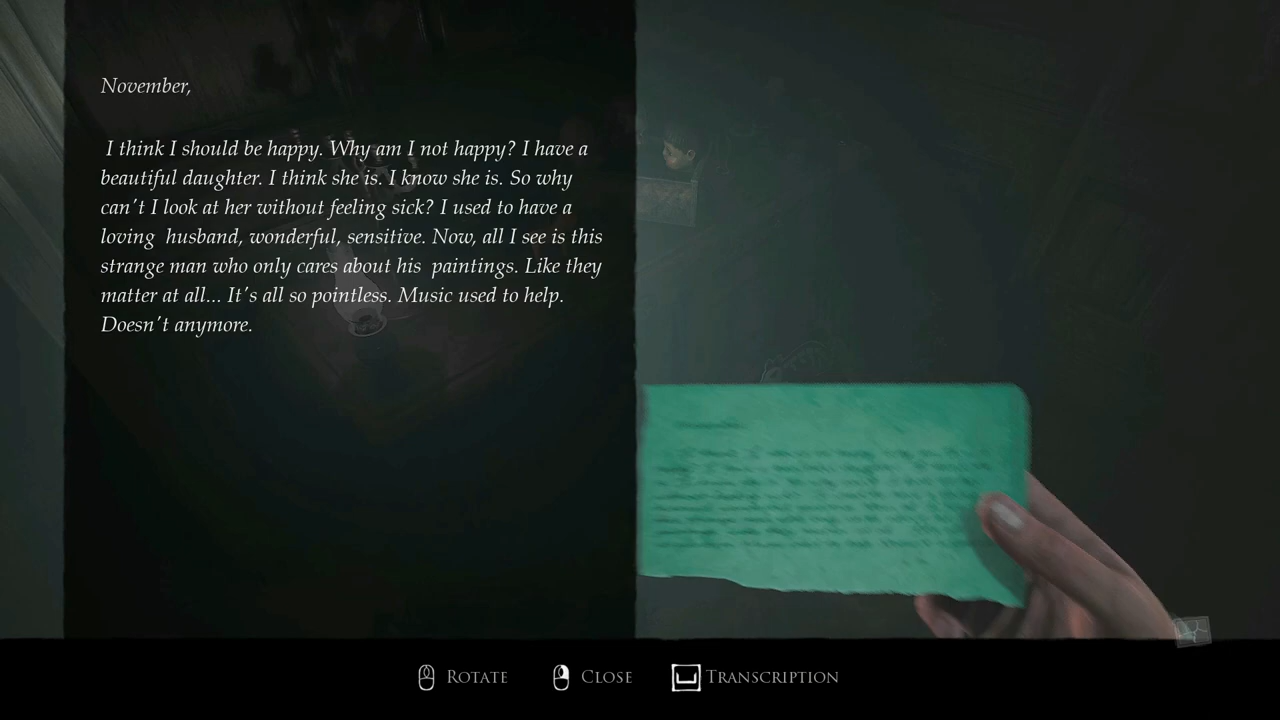 November,
I think I should be happy. Why am I not happy? I have a
beautiful daughter. I think she is. I know she is. So why
can't I look at her without feeling sick? I used to have a
loving  husband, wonderful, sensitive. Now, all I see is this
strange man who only cares about his  paintings. Like they
matter at all... It's all so pointless. Music used to help.
Doesn't anymore.
ROTATE
CLOSE
TRANSCRIPTION